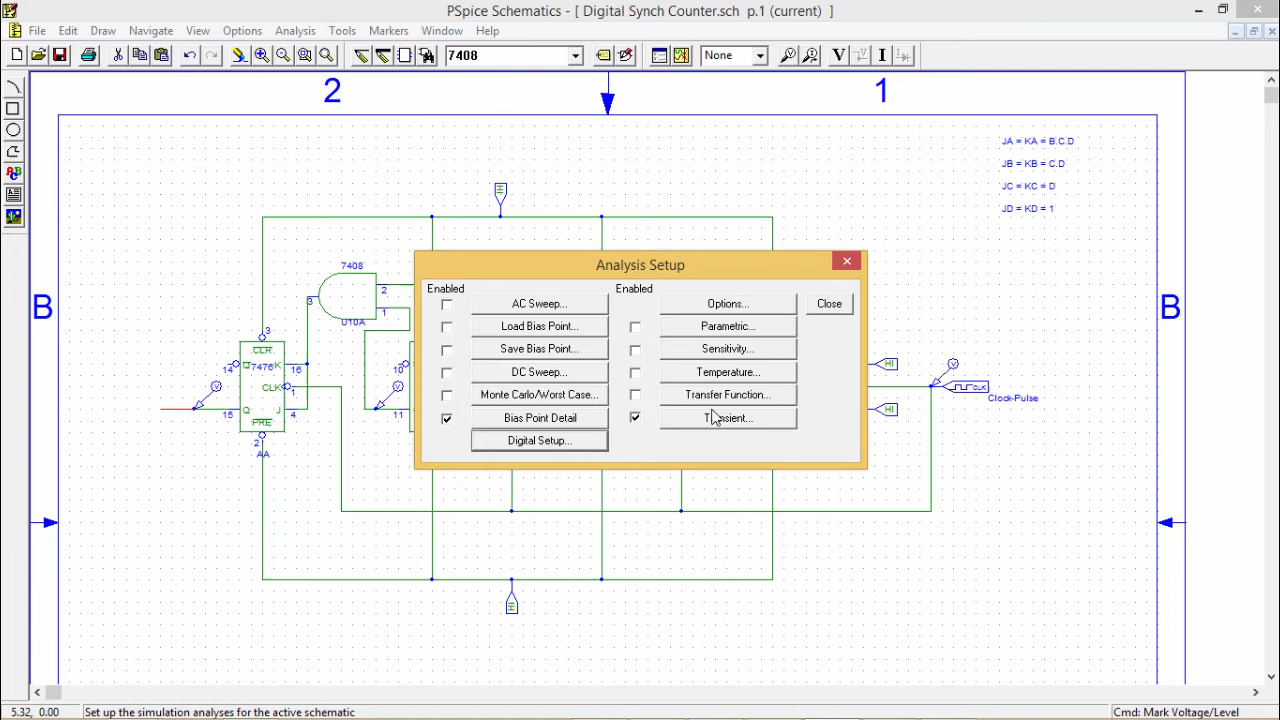 PSpice Schematics - [ Digital Synch Counter.sch p.1 (current) ]
File Edit Draw Navigate View Options Analysis Tools Markers Window Help
7408 None V I
2 1
JA = KA = B.C.D
JB = KB = C.D
JC = KC = D
JD = KD = 1
B B
Analysis Setup
Enabled Enabled
AC Sweep... Options... Close
Load Bias Point... Parametric...
Save Bias Point... Sensitivity...
DC Sweep... Temperature...
Monte Carlo/Worst Case... Transfer Function...
Bias Point Detail
Digital Setup...
7408
2
3
1
U10A
3
CLR
14 Q 7476 K 16
CLK 1
15 Q J 4
PRE
2
AA
V V
10
11
HI
V
CLK
Clock-Pulse
HI
5.32, 0.00 Set up the simulation analyses for the active schematic Cmd: Mark Voltage/Level